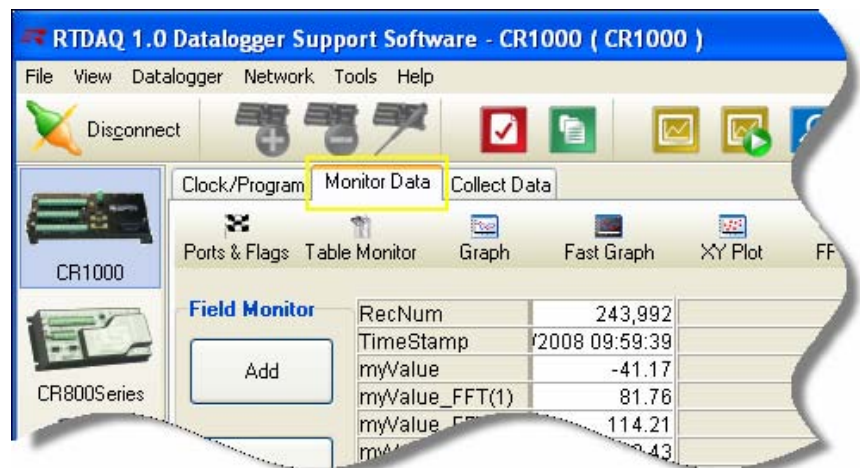 RTDAQ 1.0 Datalogger Support Software - CR1000 ( CR1000 )
File View Datalogger Network Tools Help
Disconnect
Clock/Program Monitor Data Collect Data
Ports & Flags Table Monitor Graph Fast Graph XY Plot
CR1000
Field Monitor
RecNum 243,992
TimeStamp /2008 09:59:39
Add
myValue -41.17
myValue_FFT(1) 81.76
CR800Series
myValue 114.21